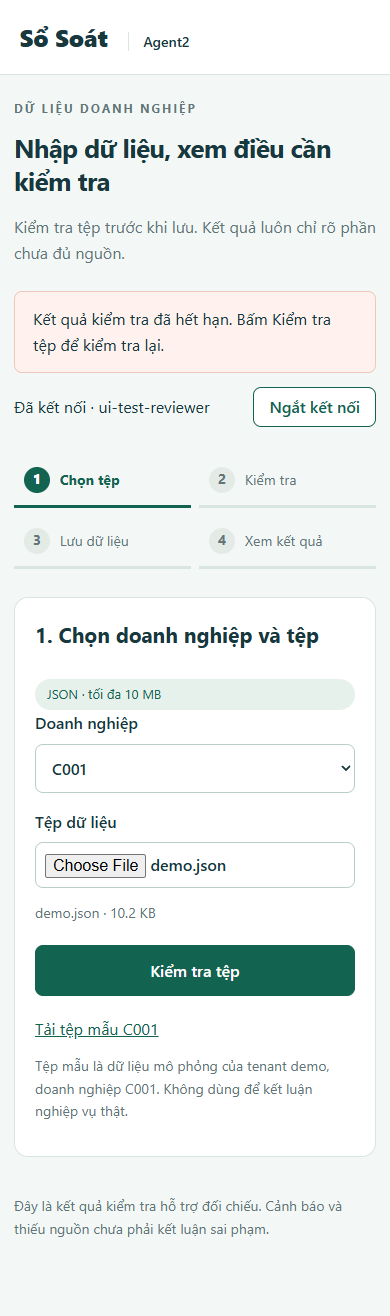 Sổ Soát
Agent2
DỮ LIỆU DOANH NGHIỆP
Nhập dữ liệu, xem điều cần
kiểm tra
Kiểm tra tệp trước khi lưu. Kết quả luôn chỉ rõ phần
chưa đủ nguồn.
Kết quả kiểm tra đã hết hạn. Bấm Kiểm tra
tệp để kiểm tra lại.
Đã kết nối · ui-test-reviewer
Ngắt kết nối
1 Chọn tệp
2 Kiểm tra
3 Lưu dữ liệu
4 Xem kết quả
1. Chọn doanh nghiệp và tệp
JSON · tối đa 10 MB
Doanh nghiệp
C001
Tệp dữ liệu
Choose File demo.json
demo.json · 10.2 KB
Kiểm tra tệp
Tải tệp mẫu C001
Tệp mẫu là dữ liệu mô phỏng của tenant demo,
doanh nghiệp C001. Không dùng để kết luận
nghiệp vụ thật.
Đây là kết quả kiểm tra hỗ trợ đối chiếu. Cảnh báo và
thiếu nguồn chưa phải kết luận sai phạm.